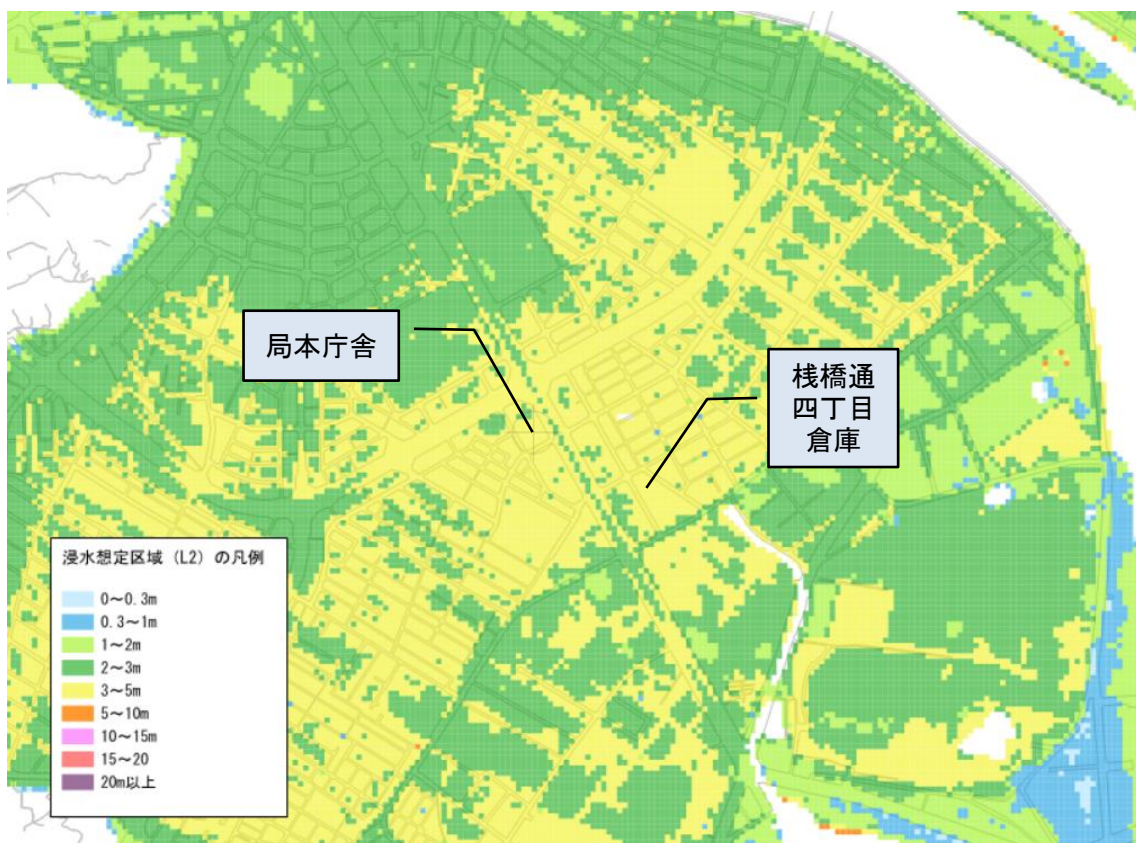 局本庁舎
桟橋通
四丁目
倉庫
浸水想定区域（L2）の凡例
0～0.3m
0.3～1m
1～2m
2～3m
3～5m
5～10m
10～15m
15～20
20m以上